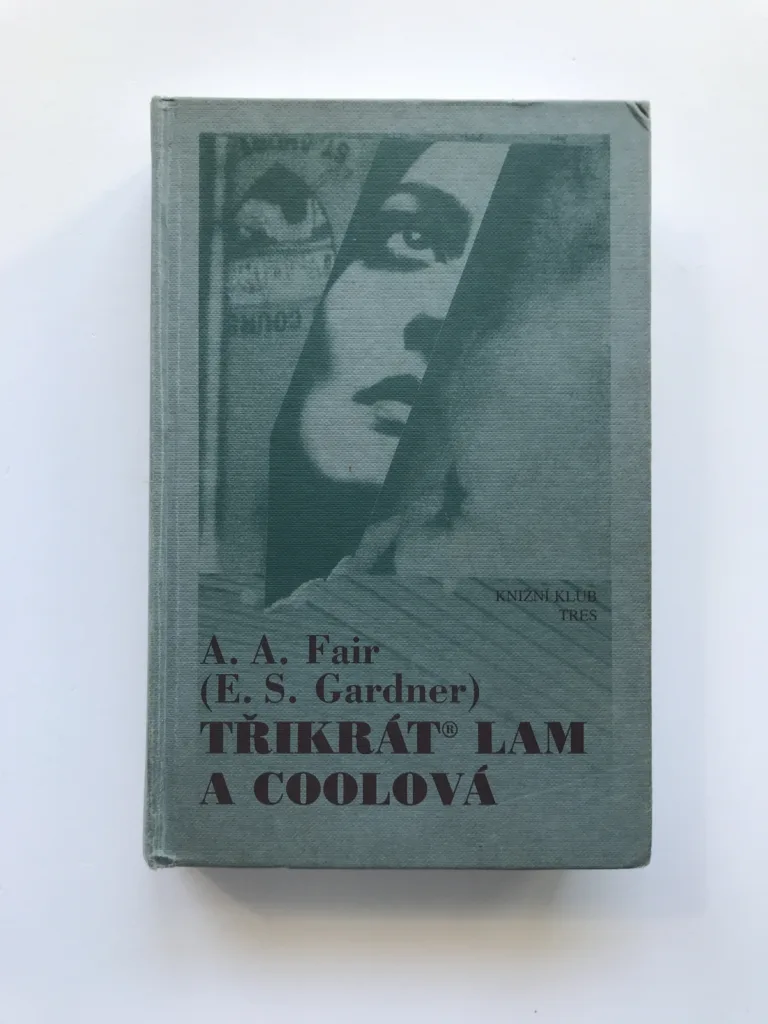 KNIŽNÍ KLUB
TRES
A. A. Fair
(E. S. Gardner)
TŘIKRÁT® LAM
A COOLOVÁ